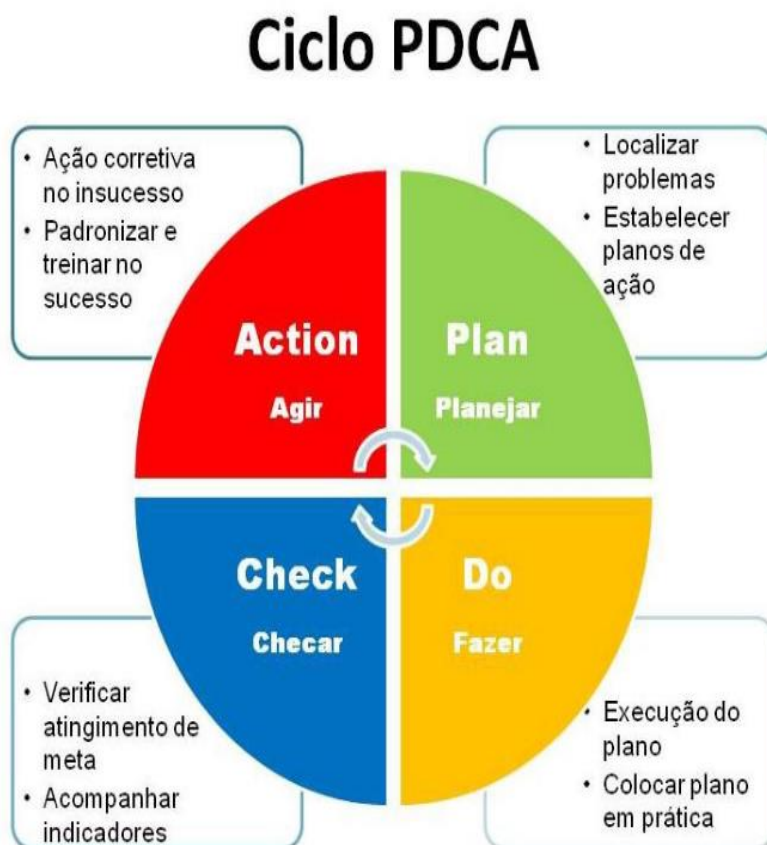 Ciclo PDCA
• Ação corretiva
no insucesso
• Padronizar e
treinar no
sucesso
• Localizar
problemas
• Estabelecer
planos de
ação
Action
Agir
Plan
Planejar
Check
Checar
Do
Fazer
• Verificar
atingimento de
meta
• Acompanhar
indicadores
• Execução do
plano
• Colocar plano
em prática